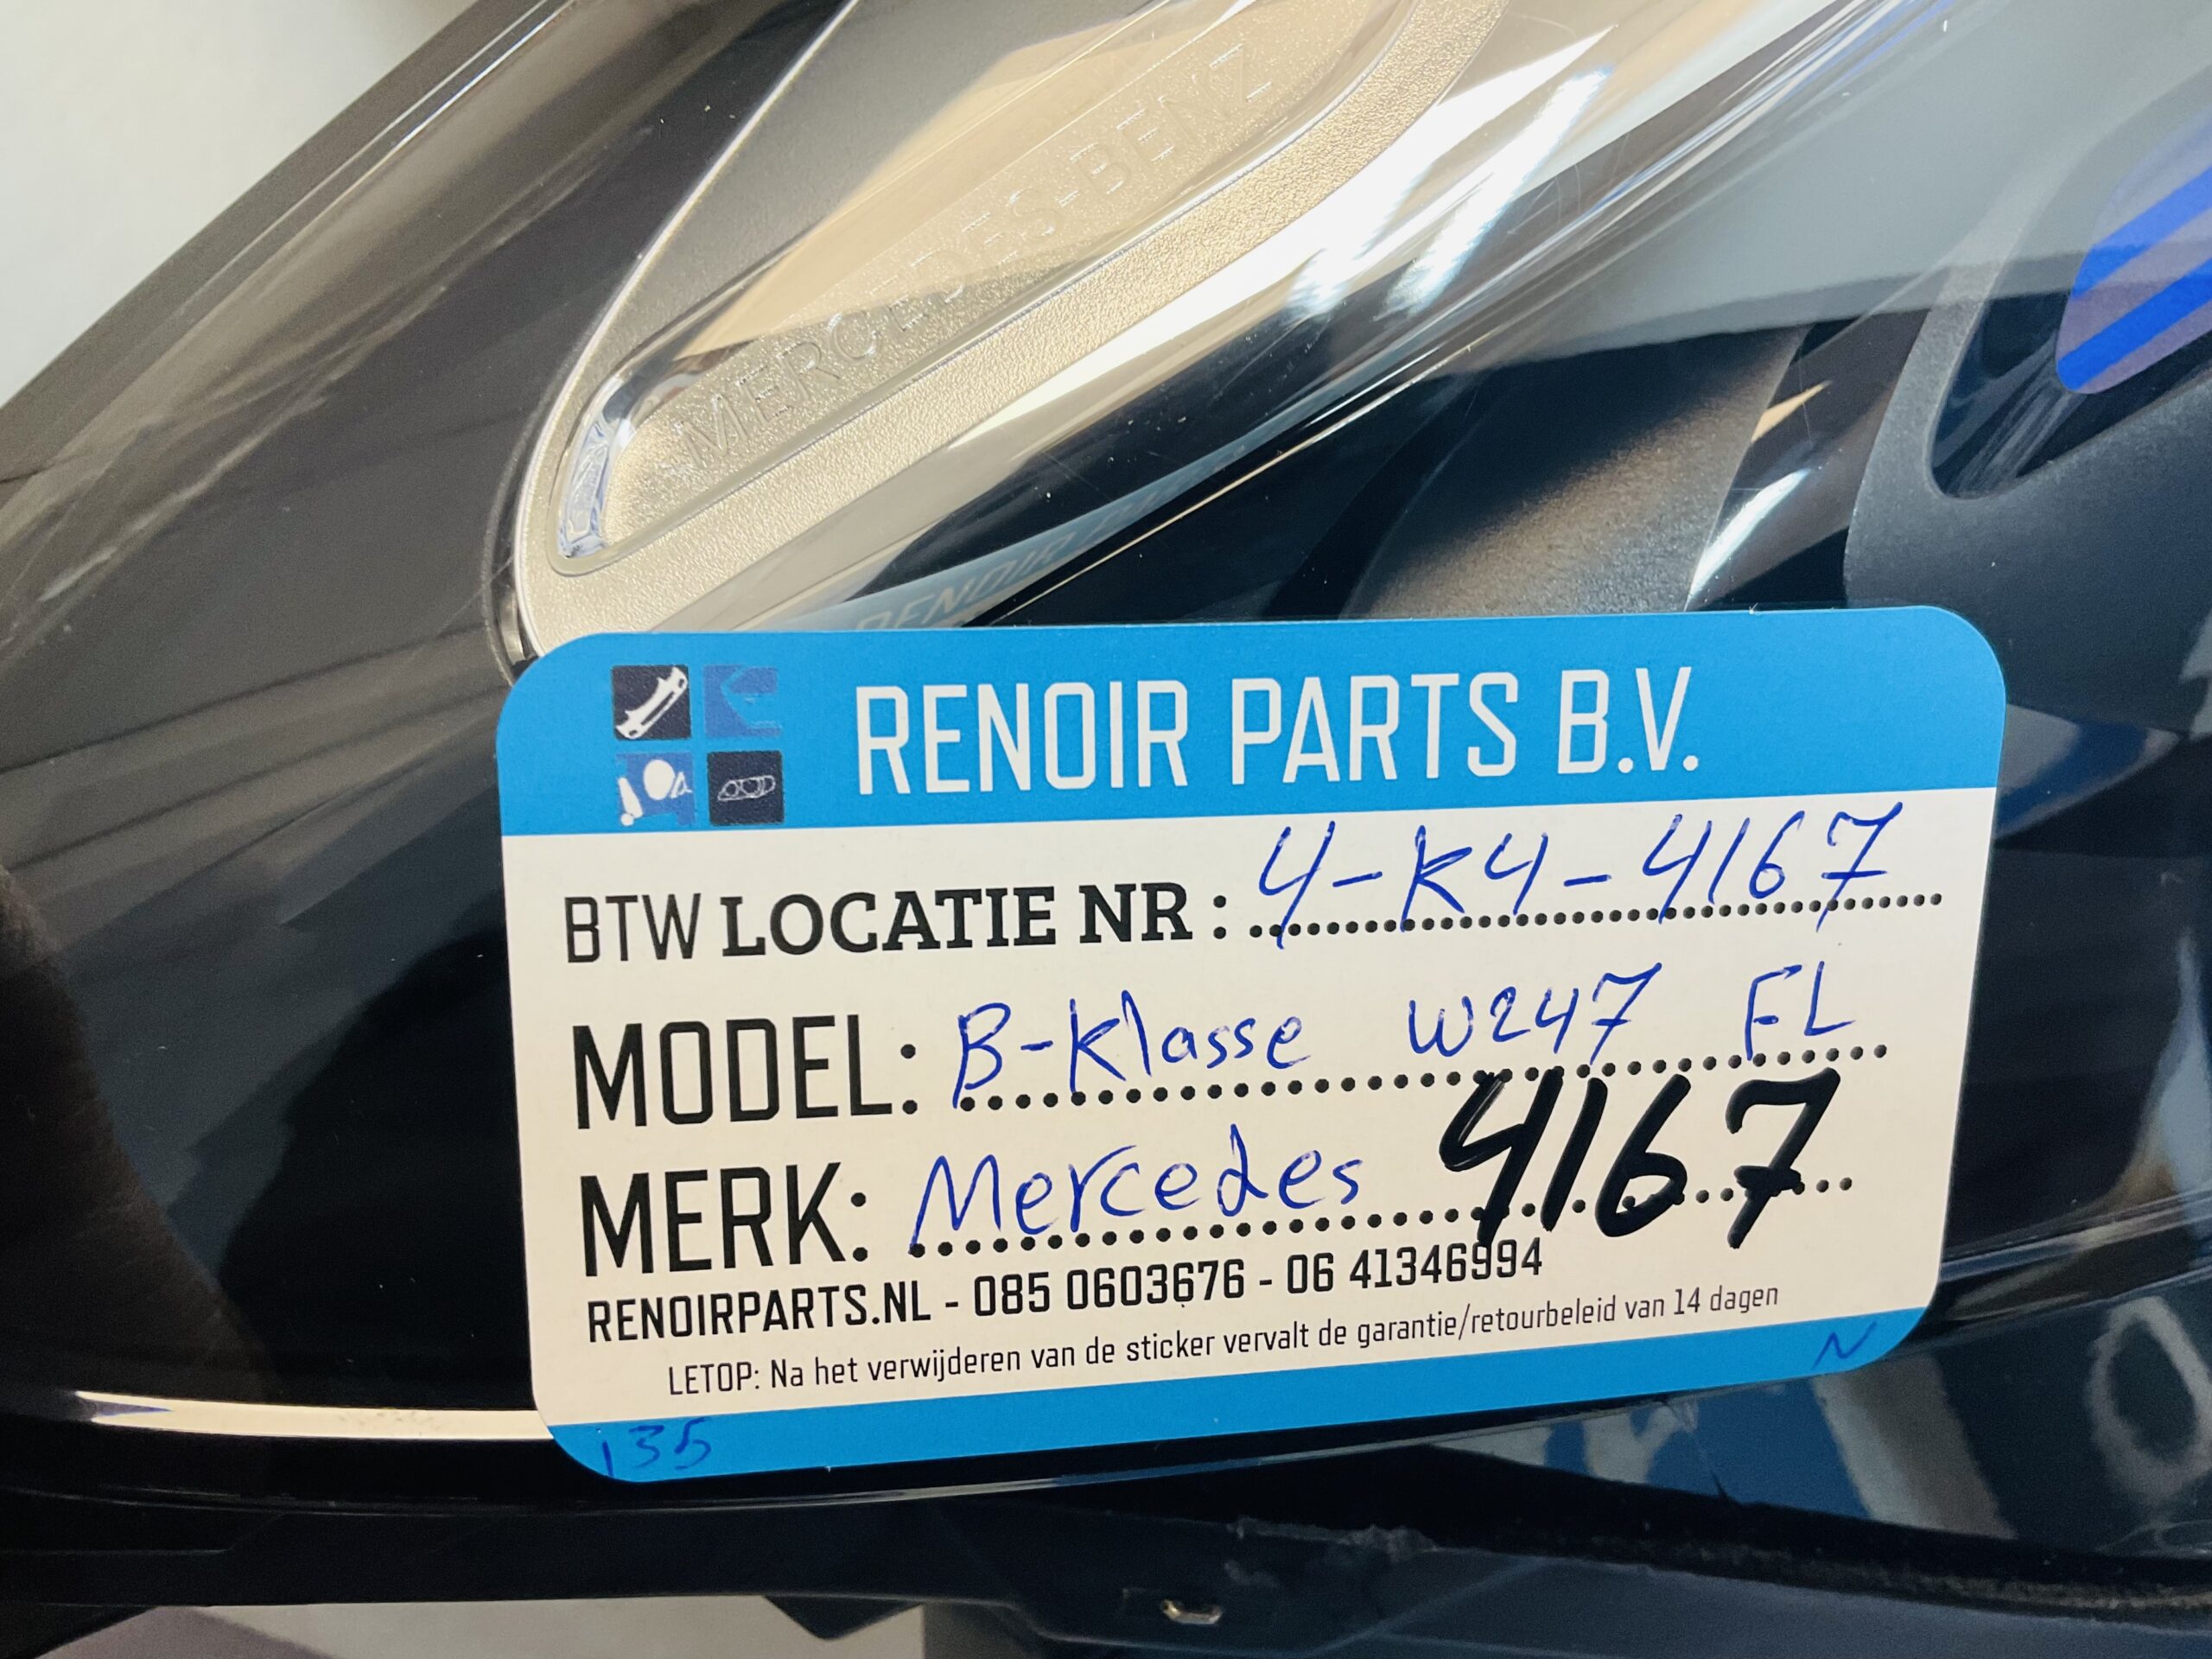 MERCEDES-BENZ
RENOIR PARTS B.V.
BTW LOCATIE NR : 4-K4-4167
MODEL: B-Klasse W247 FL
MERK: Mercedes 4167
RENOIRPARTS.NL - 085 0603676 - 06 41346994
LETOP: Na het verwijderen van de sticker vervalt de garantie/retourbeleid van 14 dagen
N
135